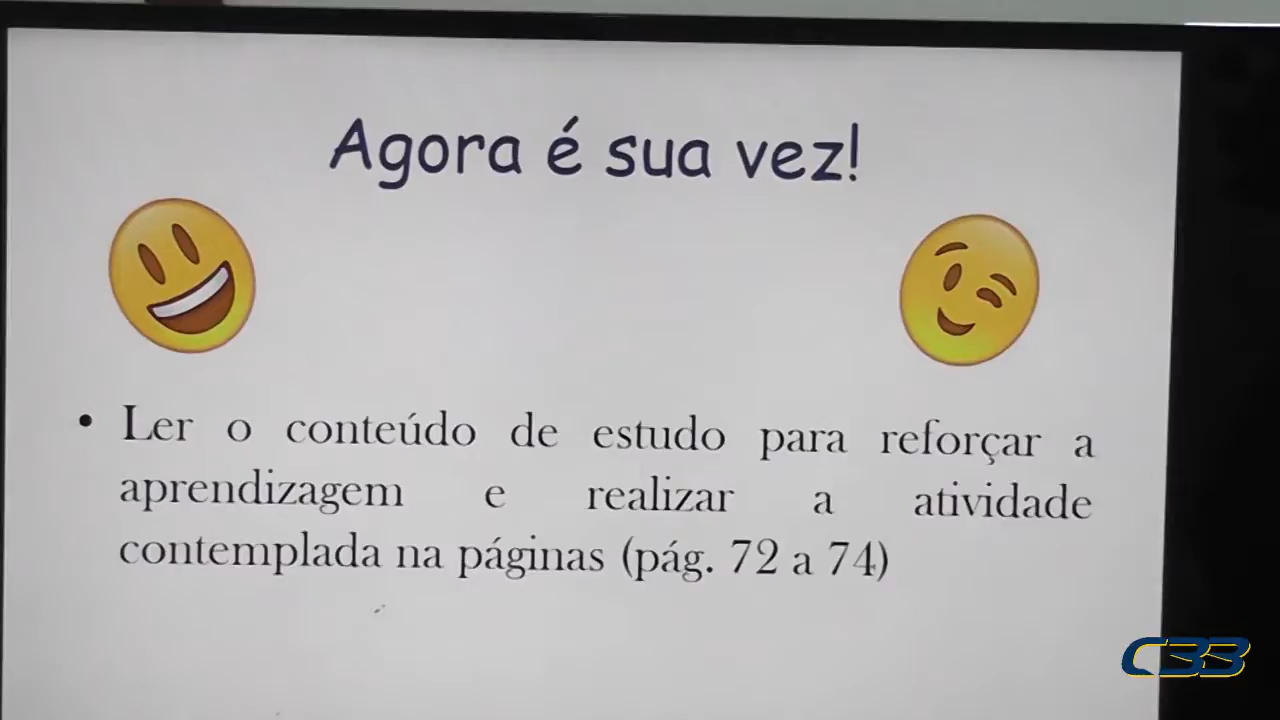 Agora é sua vez!
• Ler o conteúdo de estudo para reforçar a
aprendizagem e realizar a atividade
contemplada na páginas (pág. 72 a 74)
CBB